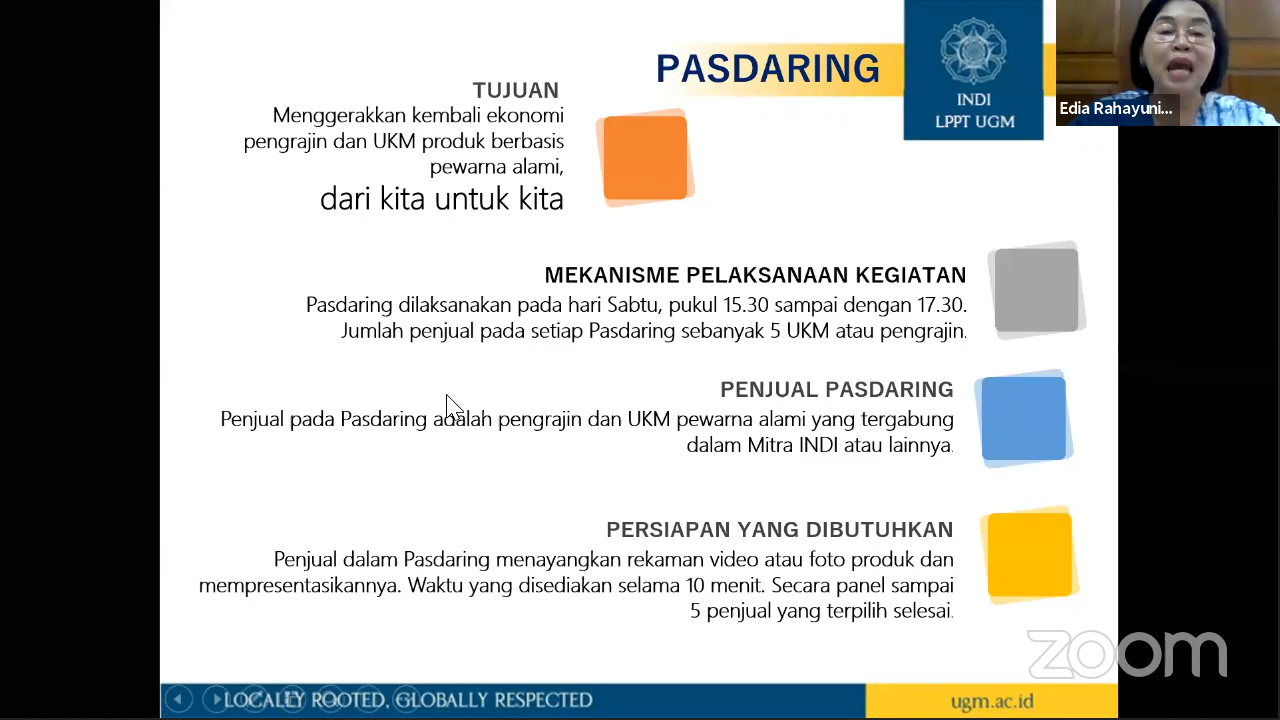 PASDARING
INDI
LPPT UGM
Edia Rahayuni...
TUJUAN
Menggerakkan kembali ekonomi
pengrajin dan UKM produk berbasis
pewarna alami,
dari kita untuk kita
MEKANISME PELAKSANAAN KEGIATAN
Pasdaring dilaksanakan pada hari Sabtu, pukul 15.30 sampai dengan 17.30.
Jumlah penjual pada setiap Pasdaring sebanyak 5 UKM atau pengrajin.
PENJUAL PASDARING
Penjual pada Pasdaring adalah pengrajin dan UKM pewarna alami yang tergabung
dalam Mitra INDI atau lainnya.
PERSIAPAN YANG DIBUTUHKAN
Penjual dalam Pasdaring menayangkan rekaman video atau foto produk dan
mempresentasikannya. Waktu yang disediakan selama 10 menit. Secara panel sampai
5 penjual yang terpilih selesai.
zoom
LOCALLY ROOTED, GLOBALLY RESPECTED
ugm.ac.id